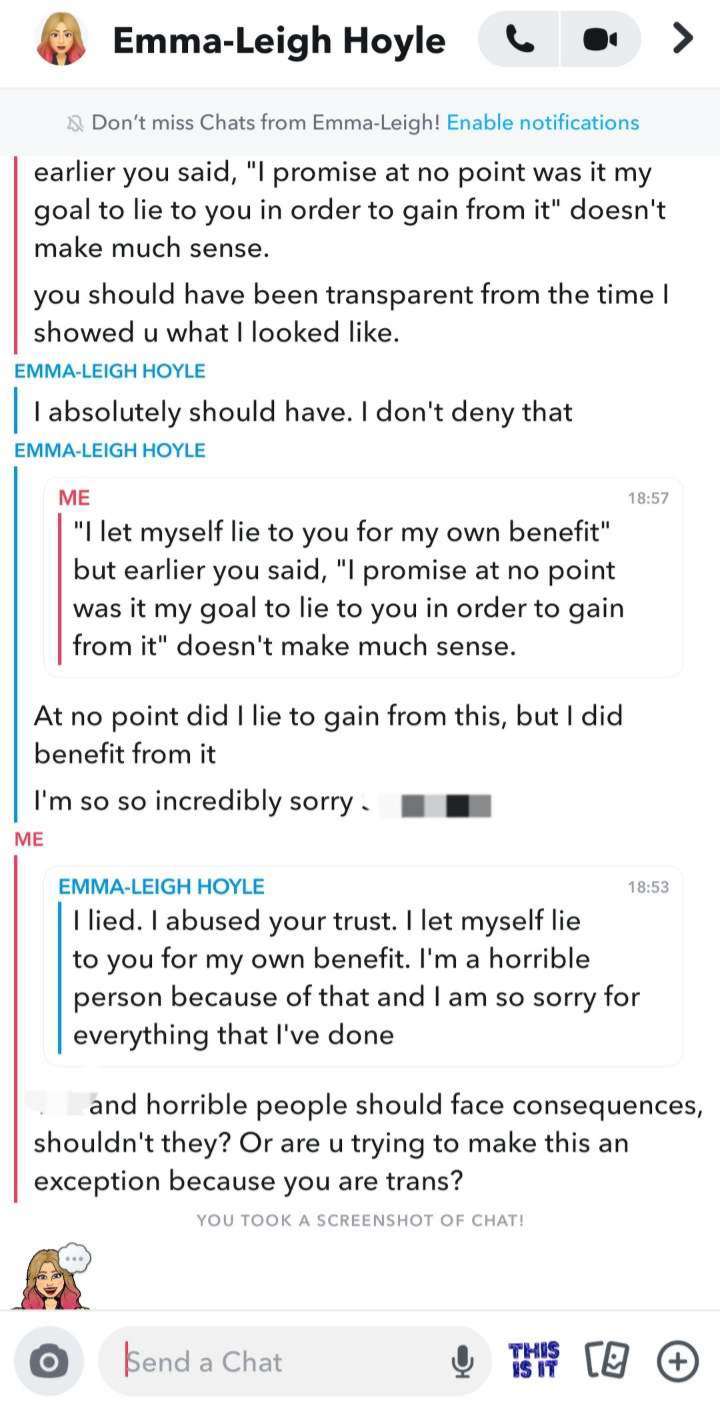 Emma-Leigh Hoyle
Don't miss Chats from Emma-Leigh! Enable notifications
earlier you said, "I promise at no point was it my
goal to lie to you in order to gain from it" doesn't
make much sense.
you should have been transparent from the time I
showed u what I looked like.
EMMA-LEIGH HOYLE
I absolutely should have. I don't deny that
EMMA-LEIGH HOYLE
ME 18:57
"I let myself lie to you for my own benefit"
but earlier you said, "I promise at no point
was it my goal to lie to you in order to gain
from it" doesn't make much sense.
At no point did I lie to gain from this, but I did
benefit from it
I'm so so incredibly sorry
ME
EMMA-LEIGH HOYLE 18:53
I lied. I abused your trust. I let myself lie
to you for my own benefit. I'm a horrible
person because of that and I am so sorry for
everything that I've done
and horrible people should face consequences,
shouldn't they? Or are u trying to make this an
exception because you are trans?
YOU TOOK A SCREENSHOT OF CHAT!
Send a Chat
THIS
IS IT